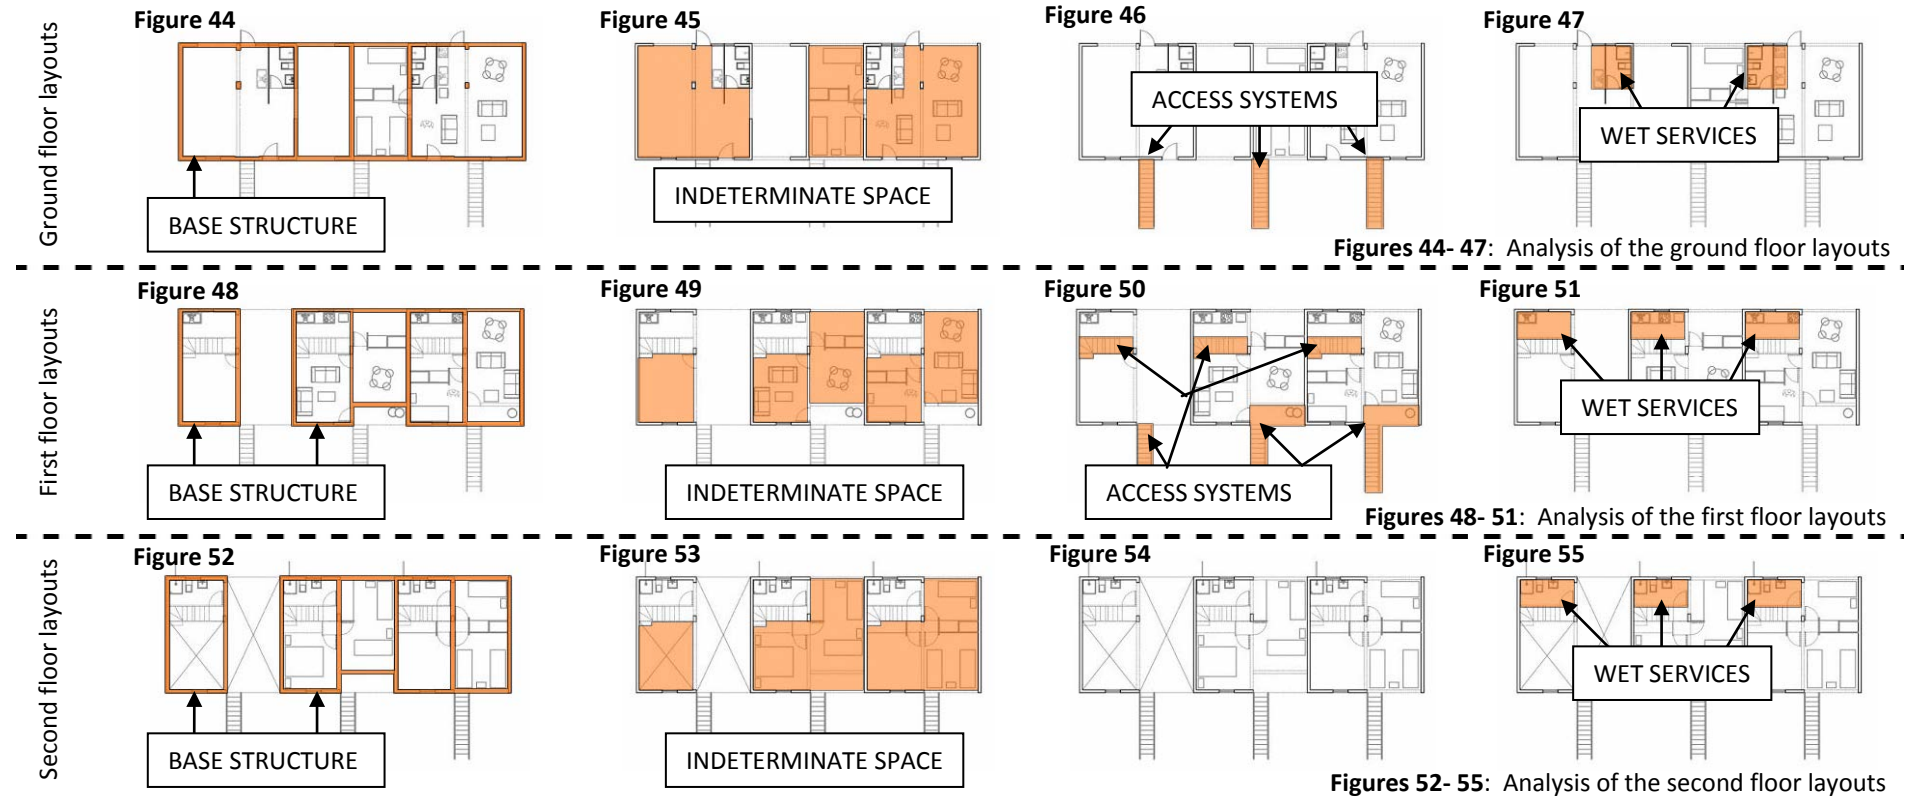 Ground floor layouts
Figure 44
Figure 45
Figure 46
Figure 47
BASE STRUCTURE
INDETERMINATE SPACE
ACCESS SYSTEMS
WET SERVICES
Figures 44- 47: Analysis of the ground floor layouts
First floor layouts
Figure 48
Figure 49
Figure 50
Figure 51
BASE STRUCTURE
INDETERMINATE SPACE
ACCESS SYSTEMS
WET SERVICES
Figures 48- 51: Analysis of the first floor layouts
Second floor layouts
Figure 52
Figure 53
Figure 54
Figure 55
BASE STRUCTURE
INDETERMINATE SPACE
WET SERVICES
Figures 52- 55: Analysis of the second floor layouts